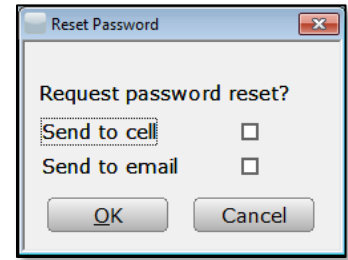 Reset Password
Request password reset?
Send to cell
Send to email
OK Cancel